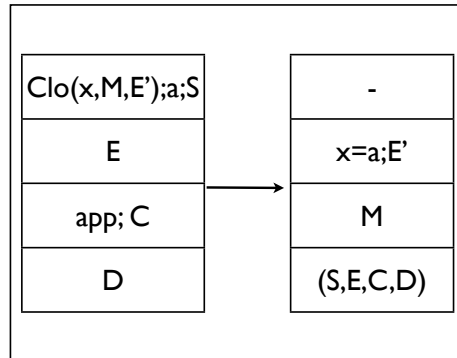 Clo(x,M,E’);a;S
E
app; C
D
-
x=a;E’
M
(S,E,C,D)